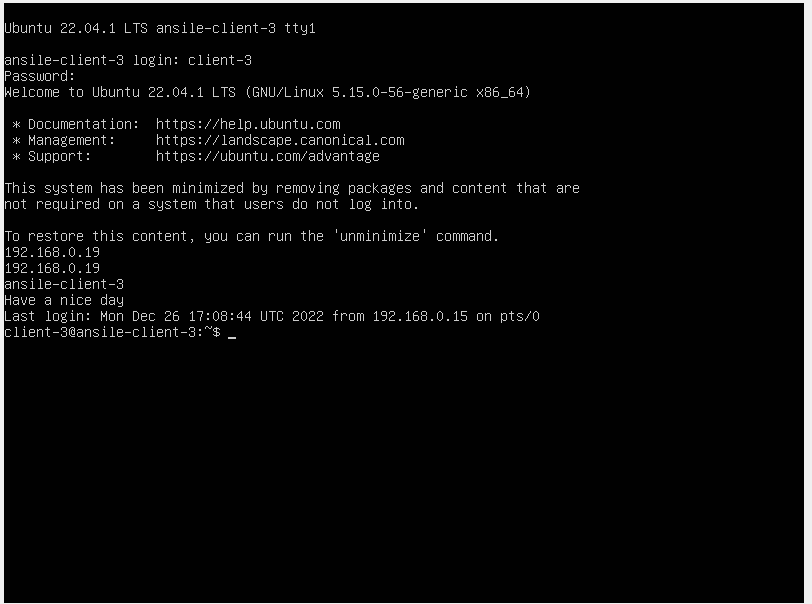 Ubuntu 22.04.1 LTS ansile-client-3 tty1
ansile-client-3 login: client-3
Password:
Welcome to Ubuntu 22.04.1 LTS (GNU/Linux 5.15.0-56-generic x86_64)
* Documentation:  https://help.ubuntu.com
* Management:     https://landscape.canonical.com
* Support:        https://ubuntu.com/advantage
This system has been minimized by removing packages and content that are
not required on a system that users do not log into.
To restore this content, you can run the 'unminimize' command.
192.168.0.19
192.168.0.19
ansile-client-3
Have a nice day
Last login: Mon Dec 26 17:08:44 UTC 2022 from 192.168.0.15 on pts/0
client-3@ansile-client-3:~$ _